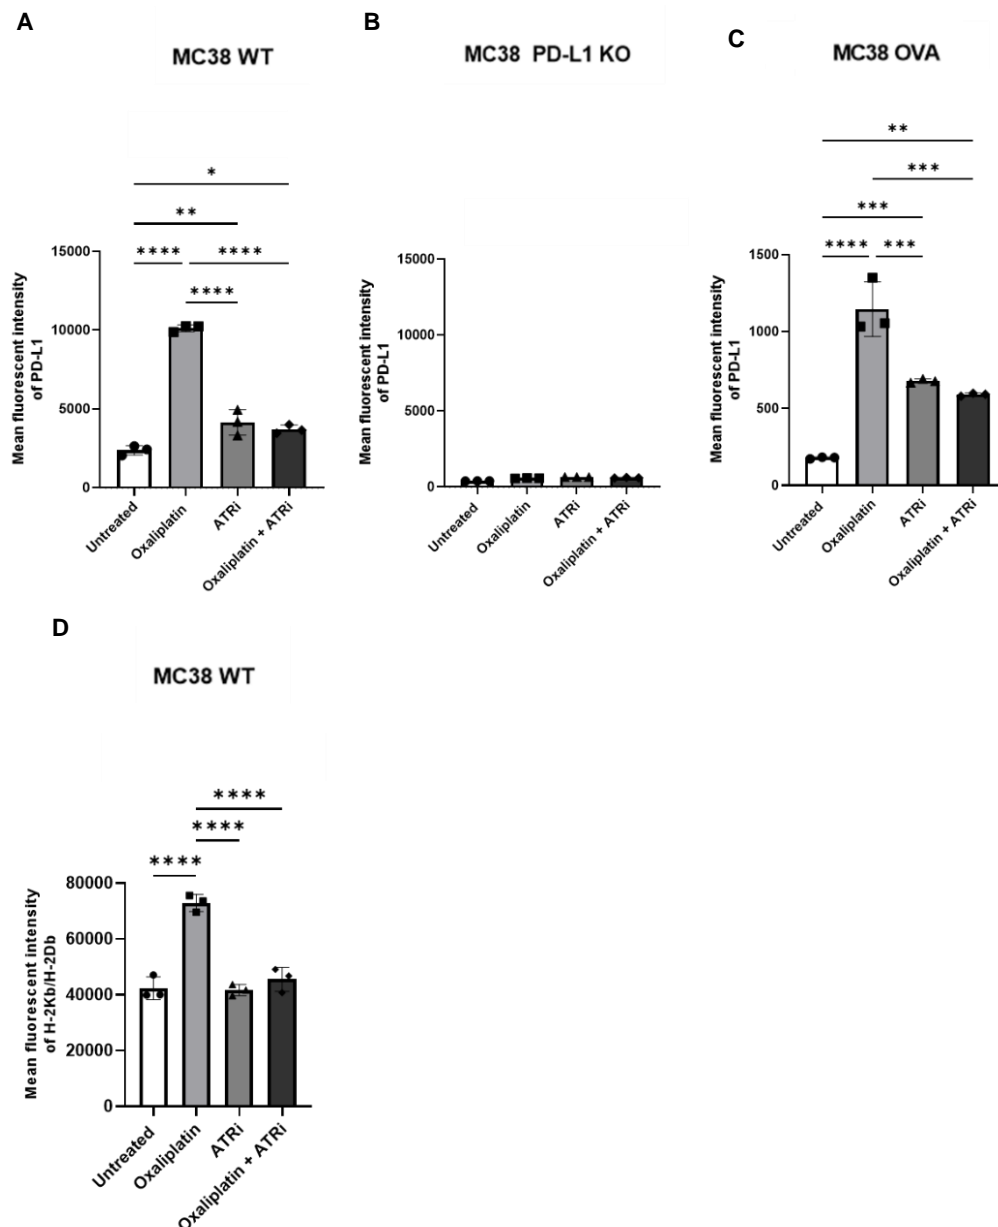 A
MC38 WT
*
**
****
****
****
15000
10000
5000
0
Mean fluorescent intensity
of PD-L1
Untreated
Oxaliplatin
ATRi
Oxaliplatin + ATRi
B
MC38 PD-L1 KO
15000
10000
5000
0
Mean fluorescent intensity
of PD-L1
Untreated
Oxaliplatin
ATRi
Oxaliplatin + ATRi
C
MC38 OVA
**
***
***
****
***
1500
1000
500
0
Mean fluorescent intensity
of PD-L1
Untreated
Oxaliplatin
ATRi
Oxaliplatin + ATRi
D
MC38 WT
****
****
****
80000
60000
40000
20000
0
Mean fluorescent intensity
of H-2Kb/H-2Db
Untreated
Oxaliplatin
ATRi
Oxaliplatin + ATRi